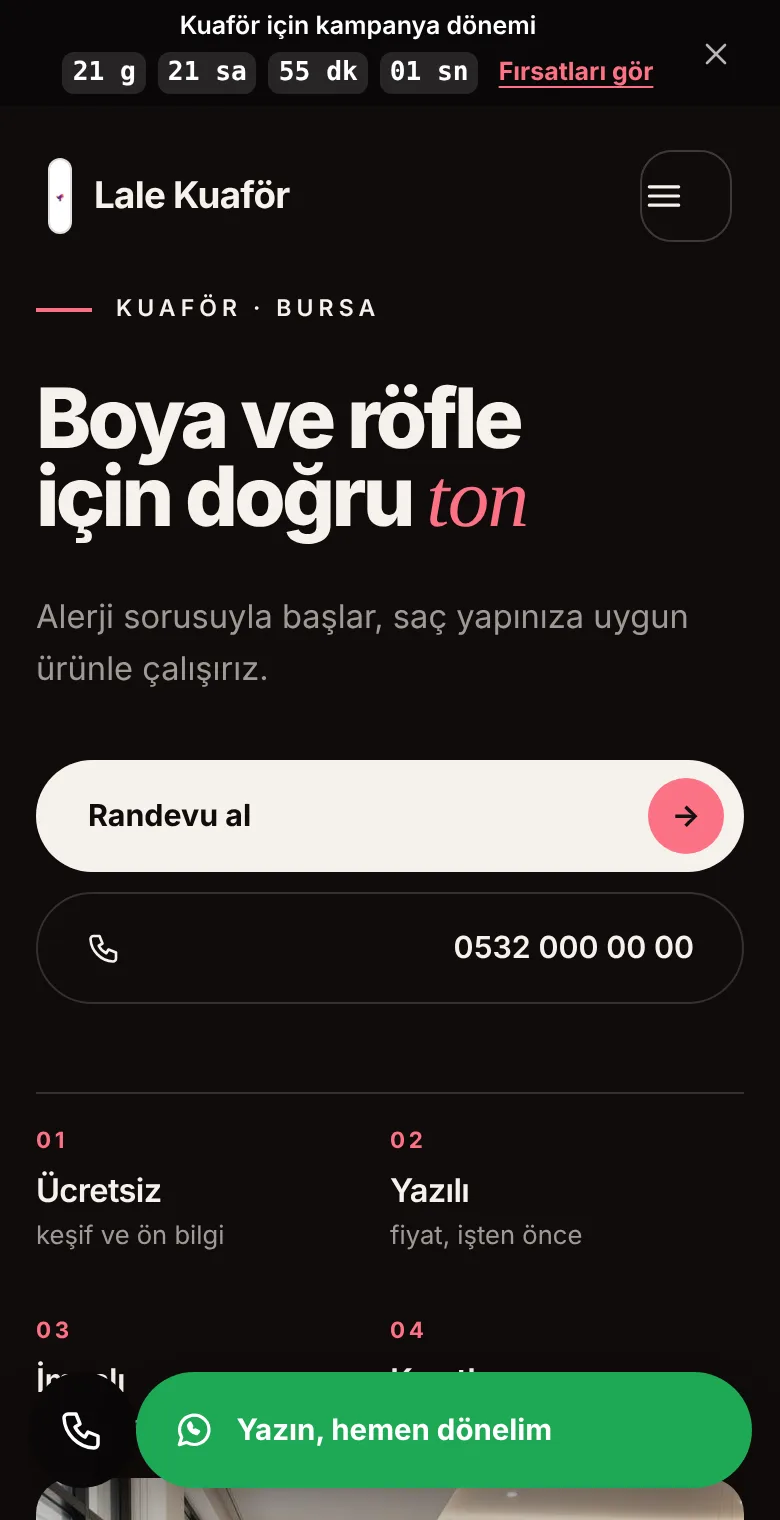 Kuaför için kampanya dönemi
21 g 21 sa 55 dk 01 sn Fırsatları gör
Lale Kuaför
KUAFÖR · BURSA
Boya ve röfle
için doğru ton
Alerji sorusuyla başlar, saç yapınıza uygun
ürünle çalışırız.
Randevu al
0532 000 00 00
01
02
Ücretsiz
Yazılı
keşif ve ön bilgi
fiyat, işten önce
03
04
Yazın, hemen dönelim